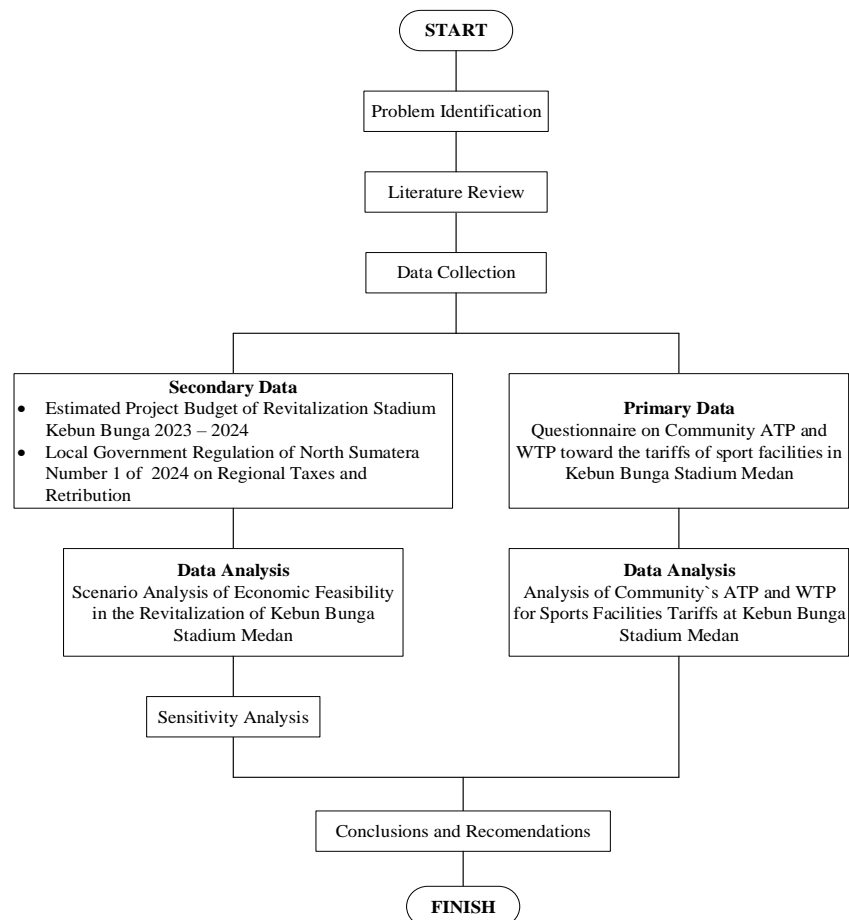 START
Problem Identification
Literature Review
Data Collection
Secondary Data
• Estimated Project Budget of Revitalization Stadium
Kebun Bunga 2023 – 2024
• Local Government Regulation of North Sumatera
Number 1 of 2024 on Regional Taxes and
Retribution
Primary Data
Questionnaire on Community ATP and
WTP toward the tariffs of sport facilities in
Kebun Bunga Stadium Medan
Data Analysis
Scenario Analysis of Economic Feasibility
in the Revitalization of Kebun Bunga
Stadium Medan
Data Analysis
Analysis of Community`s ATP and WTP
for Sports Facilities Tariffs at Kebun Bunga
Stadium Medan
Sensitivity Analysis
Conclusions and Recomendations
FINISH